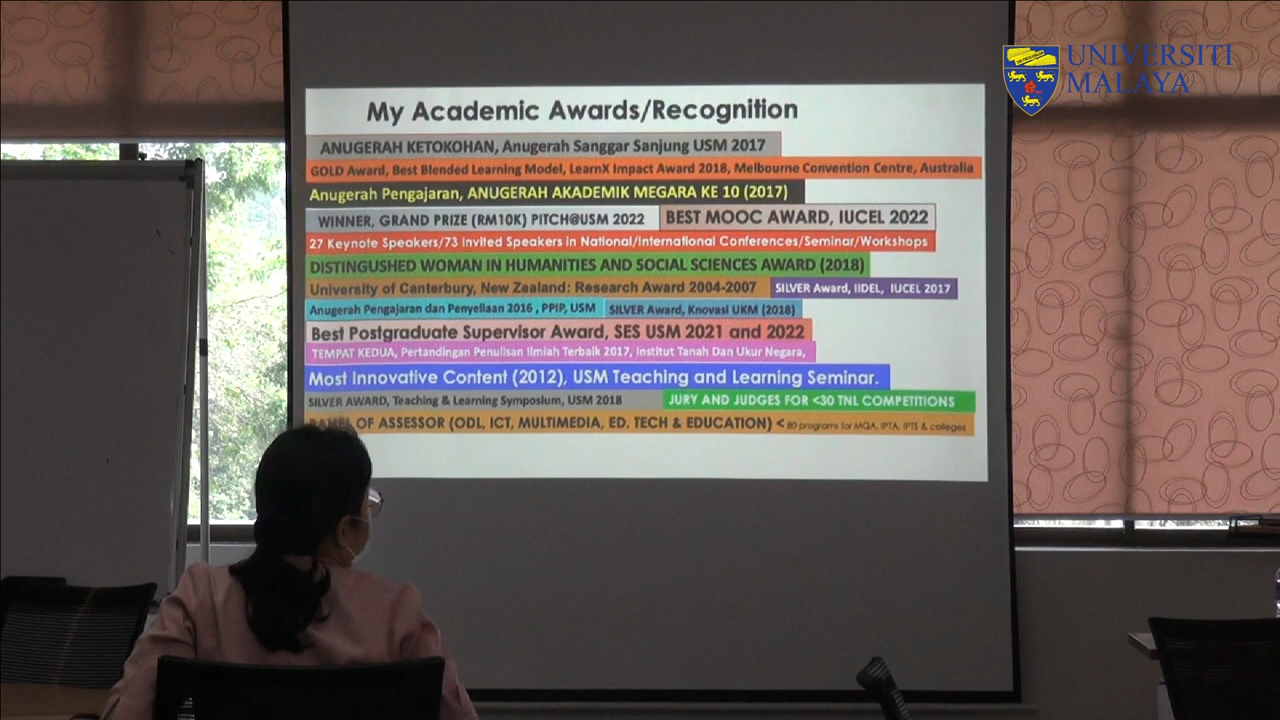 UNIVERSITI
MALAYA
My Academic Awards/Recognition
ANUGERAH KETOKOHAN, Anugerah Sanggar Sanjung USM 2017
GOLD Award, Best Blended Learning Model, LearnX Impact Award 2018, Melbourne Convention Centre, Australia
Anugerah Pengajaran, ANUGERAH AKADEMIK MEGARA KE 10 (2017)
WINNER, GRAND PRIZE (RM10K) PITCH@USM 2022
BEST MOOC AWARD, IUCEL 2022
27 Keynote Speakers/73 Invited Speakers in National/International Conferences/Seminar/Workshops
DISTINGUSHED WOMAN IN HUMANITIES AND SOCIAL SCIENCES AWARD (2018)
University of Canterbury, New Zealand: Research Award 2004-2007
SILVER Award, IIDEL, IUCEL 2017
Anugerah Pengajaran dan Penyeliaan 2016 , PPIP, USM
SILVER Award, Knovasi UKM (2018)
Best Postgraduate Supervisor Award, SES USM 2021 and 2022
TEMPAT KEDUA, Pertandingan Penulisan Ilmiah Terbaik 2017, Institut Tanah Dan Ukur Negara,
Most Innovative Content (2012), USM Teaching and Learning Seminar.
SILVER AWARD, Teaching & Learning Symposium, USM 2018
JURY AND JUDGES FOR <30 TNL COMPETITIONS
OF ASSESSOR (ODL, ICT, MULTIMEDIA, ED. TECH & EDUCATION) < 80 programs for MQA, IPTA, IPTS & colleges